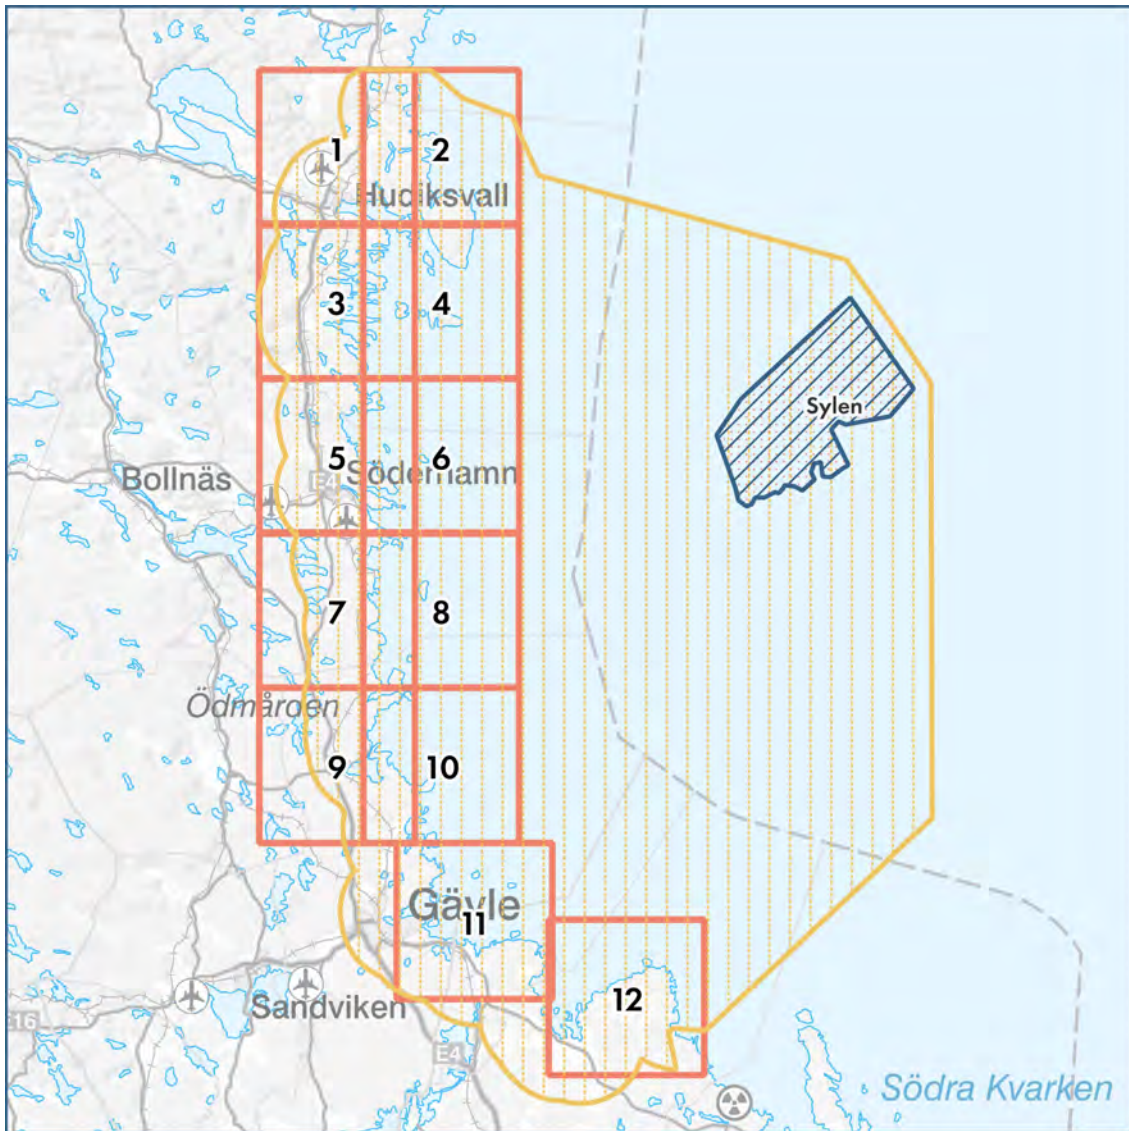 1
2
Hudiksvall
3
4
Sylen
5
6
Bollnäs
E4
Söderhamn
7
8
Ödmården
9
10
Gävle
11
12
Sandviken
E16
E4
Södra Kvarken